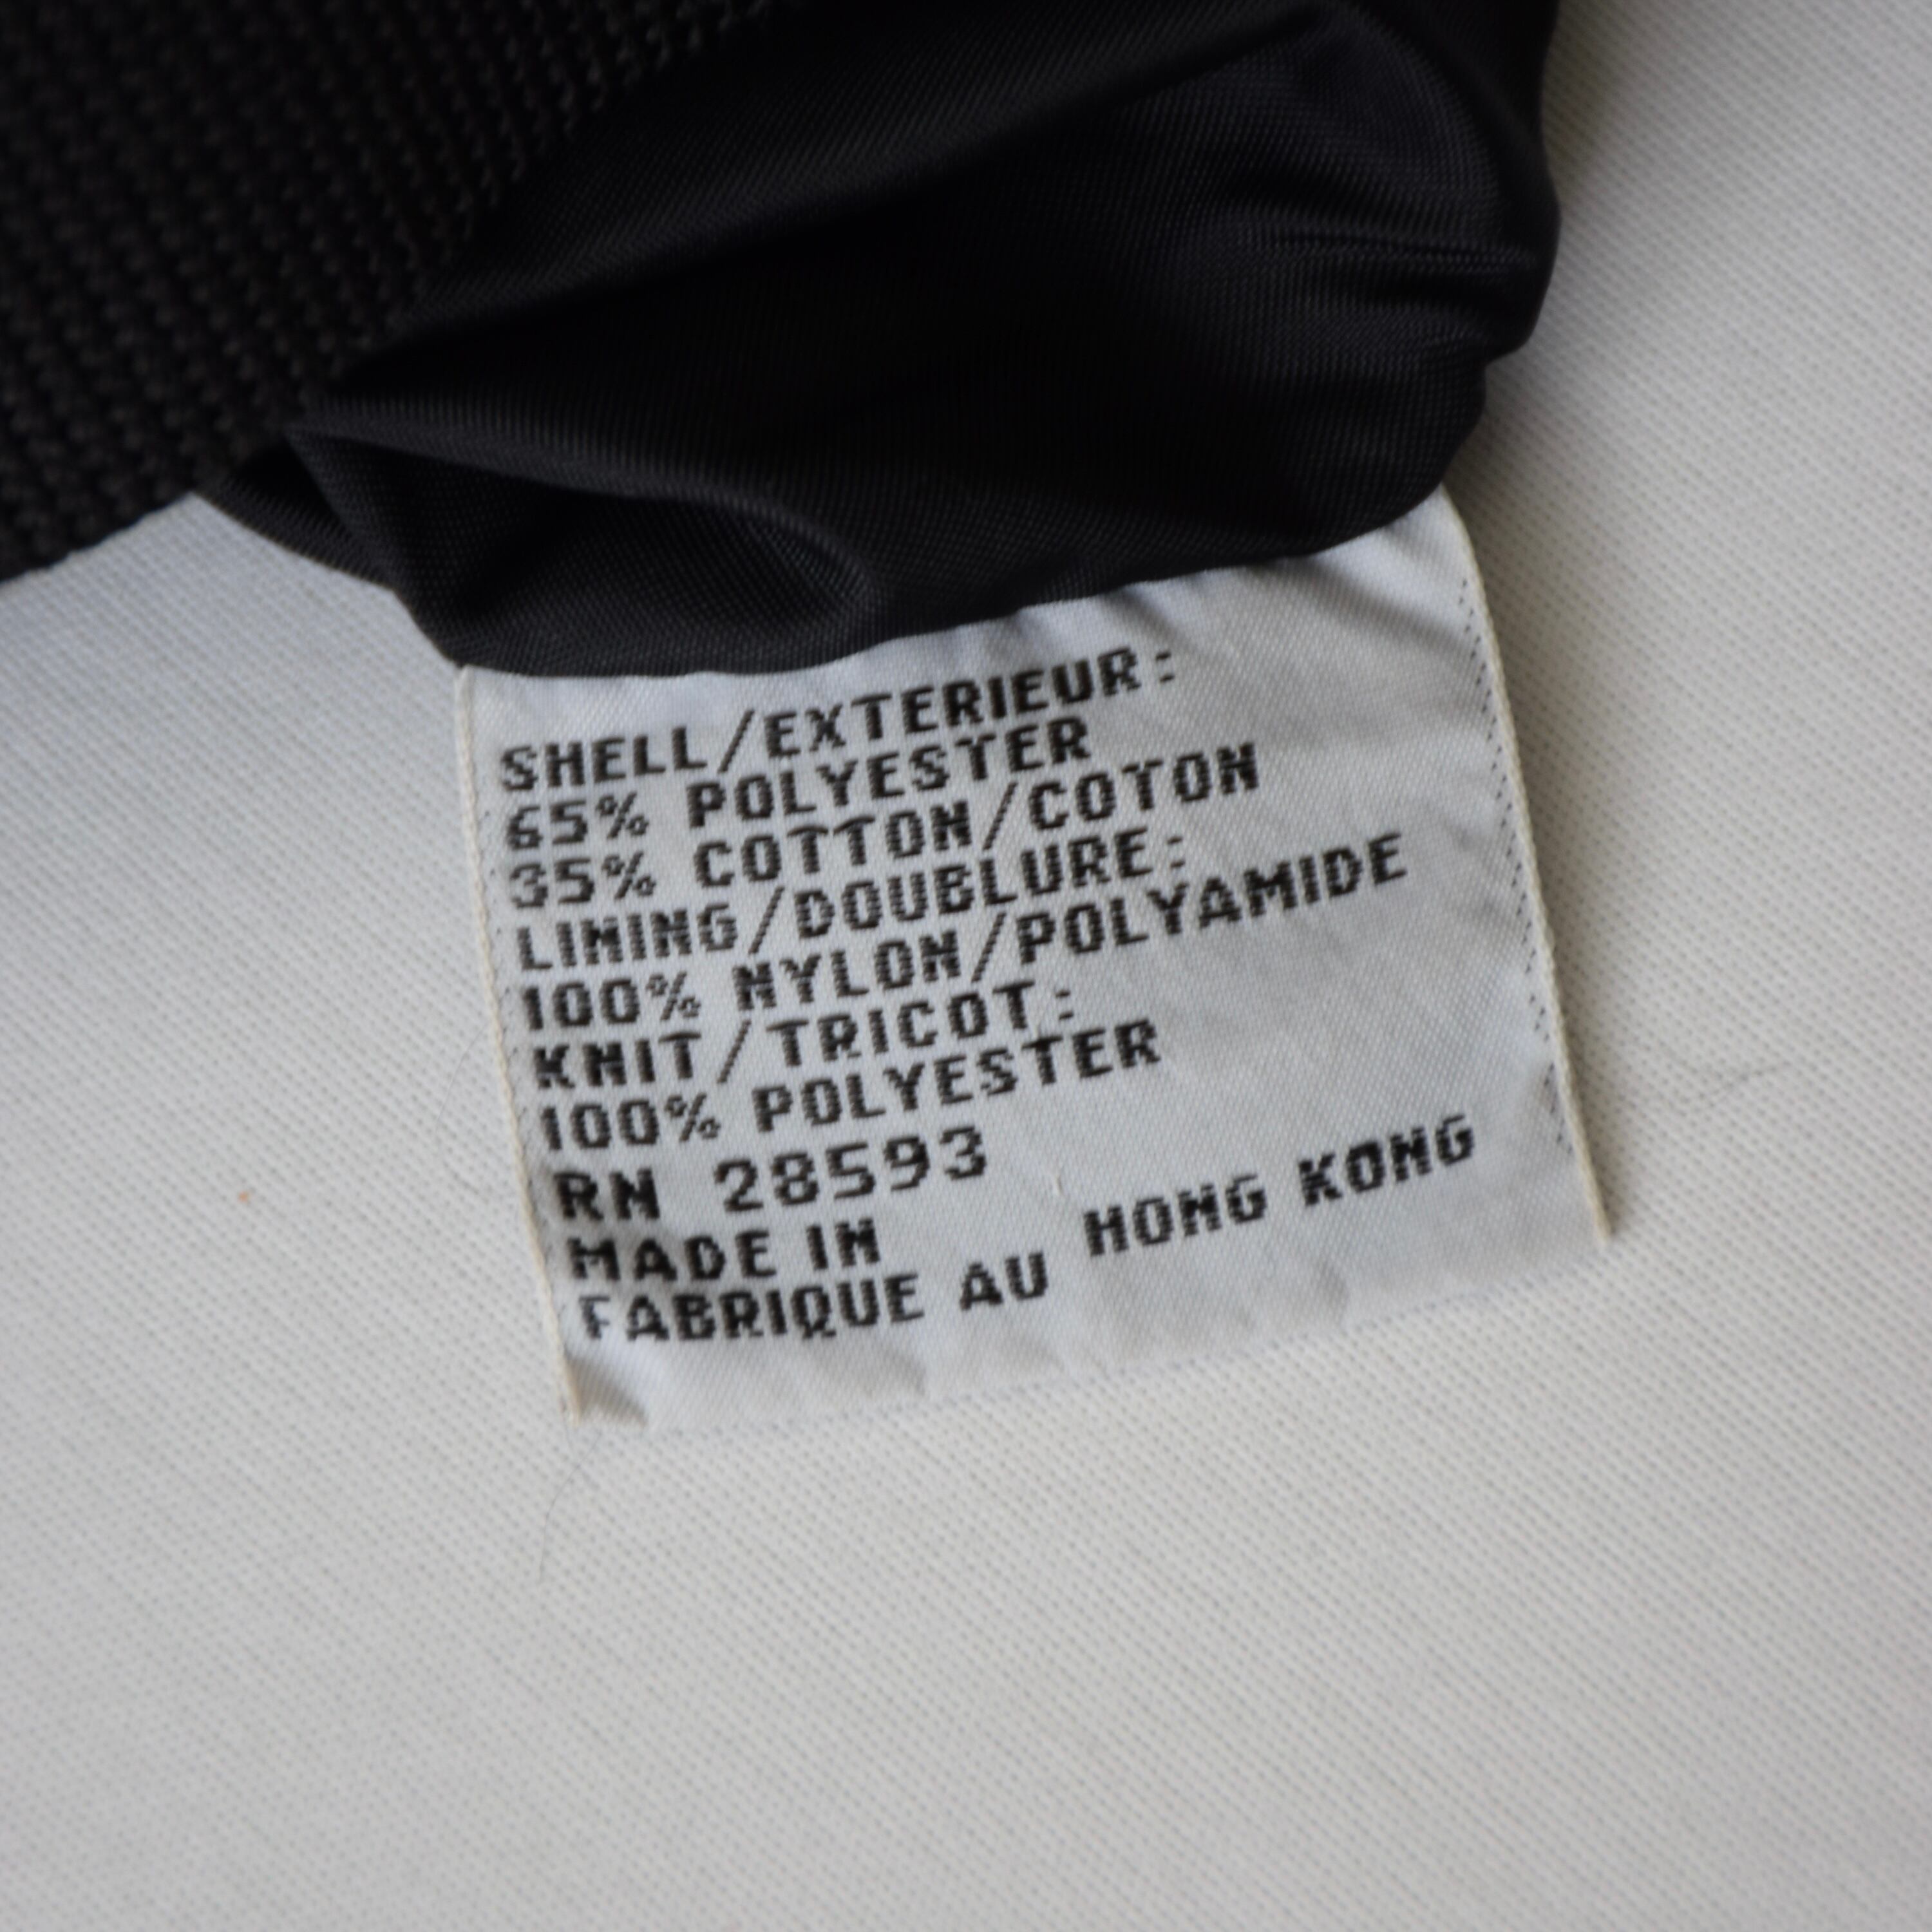 SHELL/EXTERIEUR:
65% POLYESTER
35% COTTON/COTON
LINING/DOUBLURE:
100% NYLON/POLYAMIDE
KNIT/TRICOT:
100% POLYESTER
RN 28593
MADE IN
HONG KONG
FABRIQUE AU